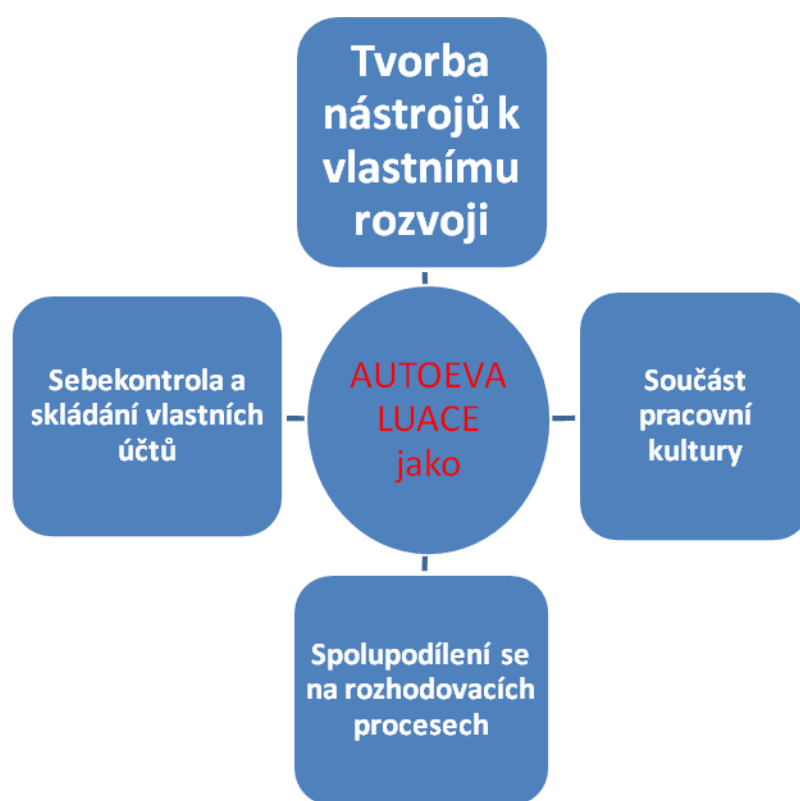 Tvorba
nástrojů k
vlastnímu
rozvoji
Sebekontrola a
skládání vlastních
účtů
AUTOEVA
LUACE
jako
Součást
pracovní
kultury
Spolupodílení se
na rozhodovacích
procesech